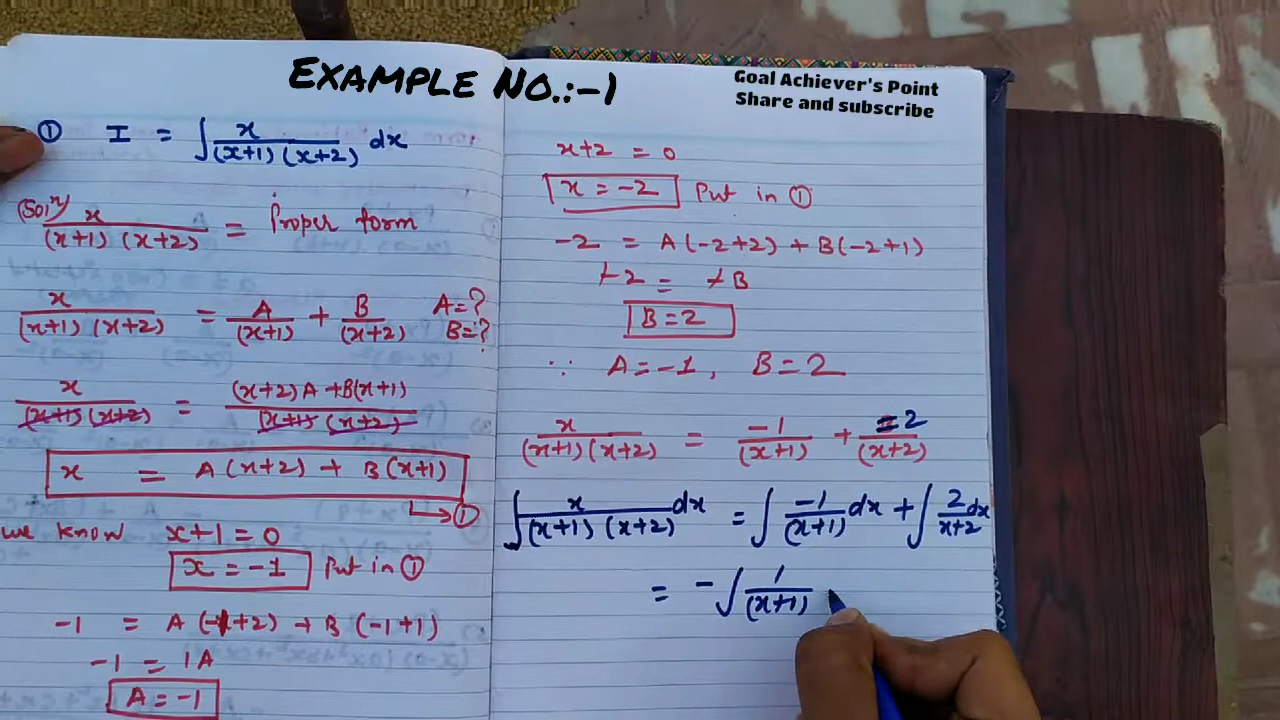 EXAMPLE NO.:-1
Goal Achiever's Point
Share and subscribe
① I = ∫ x/((x+1)(x+2)) dx
Solⁿ) x/((x+1)(x+2)) = Proper form
x/((x+1)(x+2)) = A/(x+1) + B/(x+2) A=? B=?
x/((x+1)(x+2)) = ((x+2)A+B(x+1))/((x+1)(x+2))
x = A(x+2) + B(x+1)
→①
we know x+1=0
x = -1 Put in ①
-1 = A(-1+2) + B(-1+1)
-1 = 1A
A = -1
x+2 = 0
x = -2 Put in ①
-2 = A(-2+2) + B(-2+1)
-2 = -B
B = 2
∵ A = -1, B = 2
x/((x+1)(x+2)) = -1/(x+1) + 2/(x+2)
∫ x/((x+1)(x+2)) dx = ∫ -1/(x+1) dx + ∫ 2/(x+2) dx
= -∫ 1/(x+1)